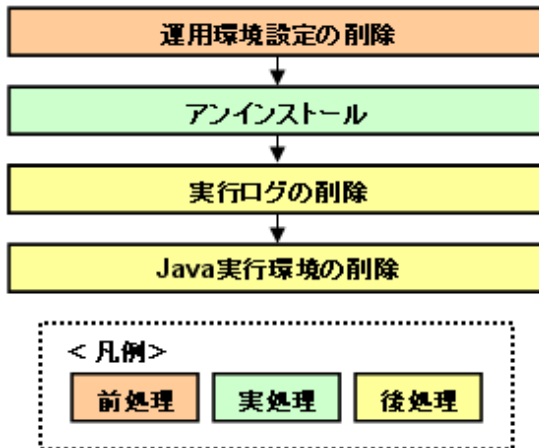 運用環境設定の削除
アンインストール
実行ログの削除
Java実行環境の削除
<凡例>
前処理 実処理 後処理